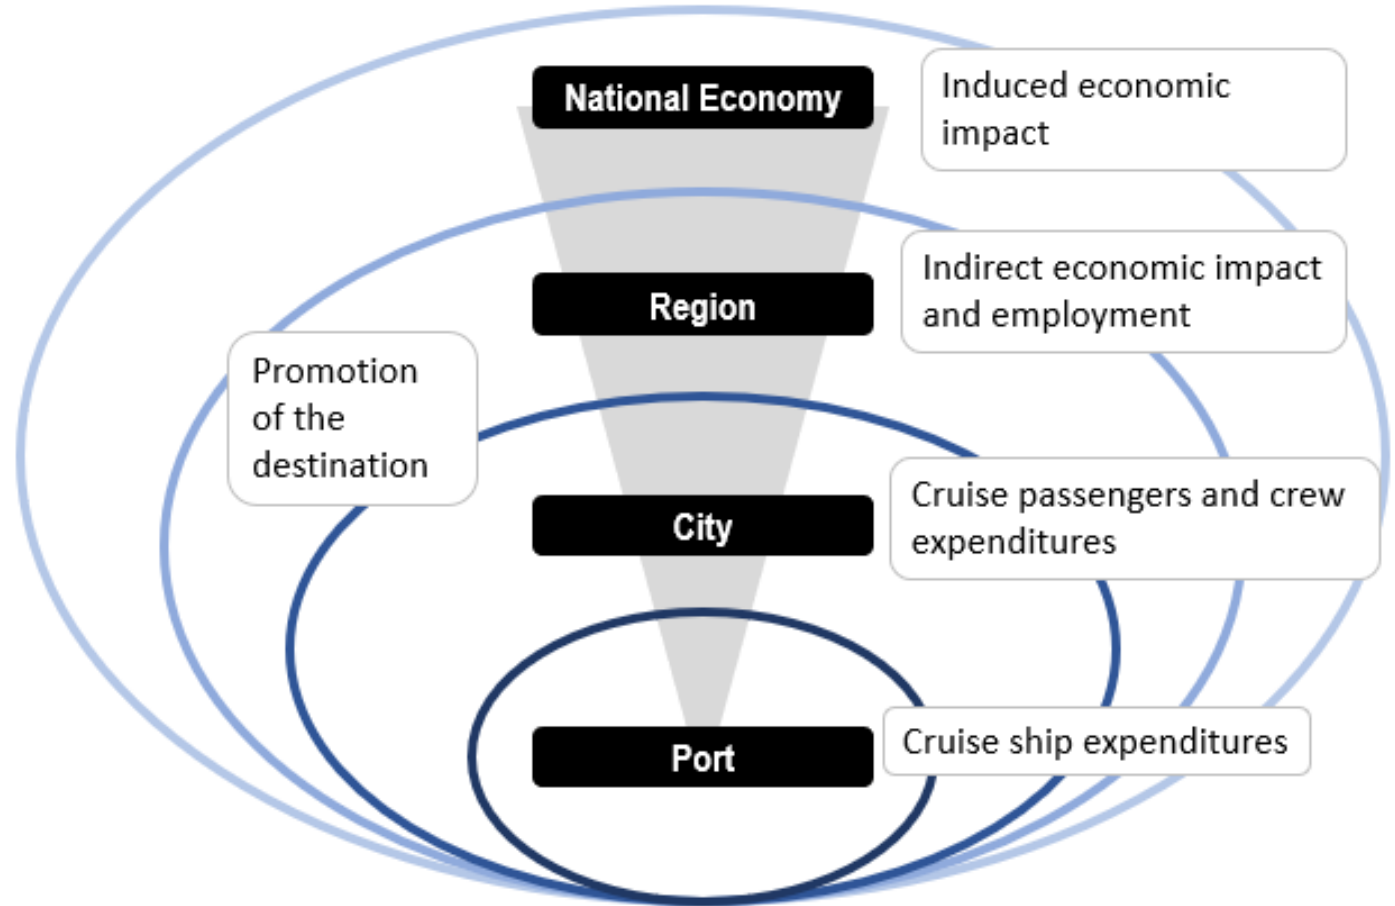 National Economy
Induced economic
impact
Region
Indirect economic impact
and employment
Promotion
of the
destination
City
Cruise passengers and crew
expenditures
Port
Cruise ship expenditures